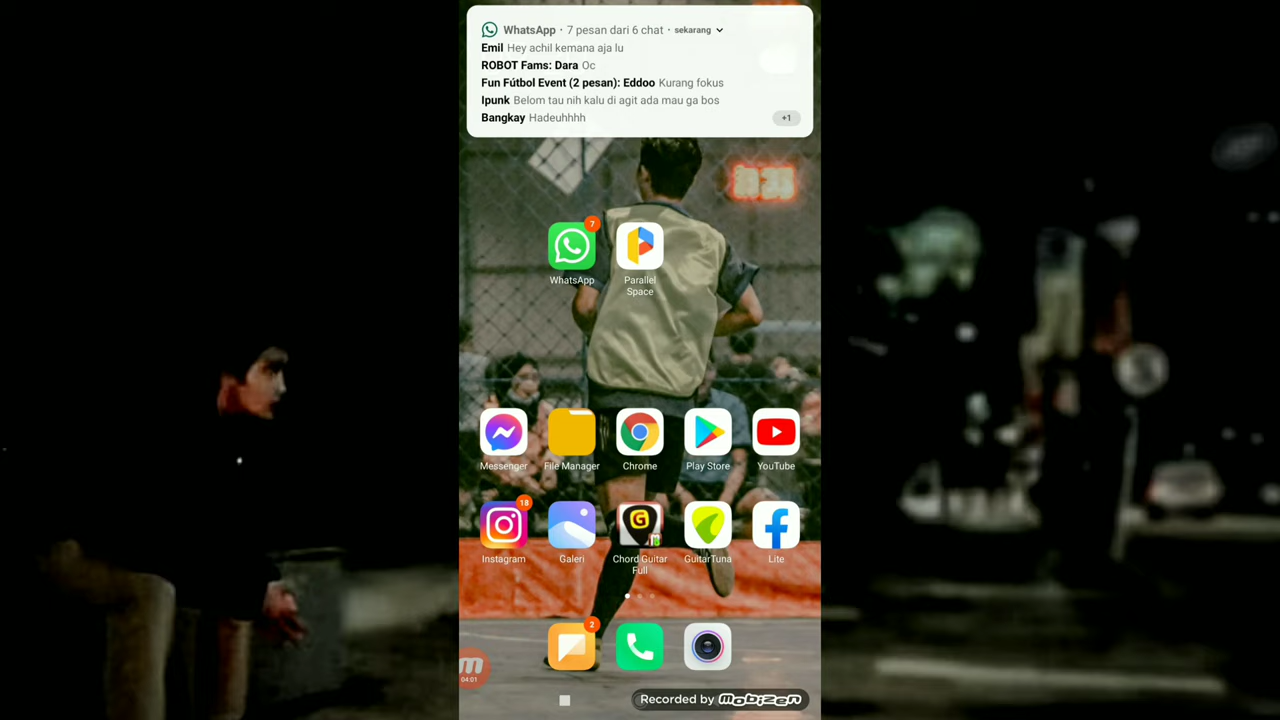 WhatsApp · 7 pesan dari 6 chat · sekarang
Emil Hey achil kemana aja lu
ROBOT Fams: Dara Oc
Fun Fútbol Event (2 pesan): Eddoo Kurang fokus
Ipunk Belom tau nih kalu di agit ada mau ga bos
Bangkay Hadeuhhhh
+1
7
WhatsApp
Parallel
Space
Messenger
File Manager
Chrome
Play Store
YouTube
18
Instagram
Galeri
Chord Guitar
Full
GuitarTuna
Lite
2
04:01
Recorded by mobizen